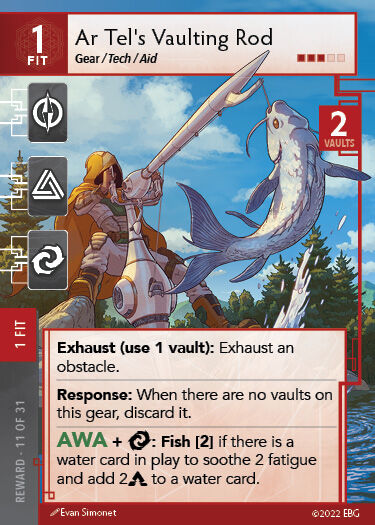 1
FIT
Ar Tel's Vaulting Rod
Gear / Tech / Aid
2
VAULTS
1 FIT
REWARD - 11 OF 31
Exhaust (use 1 vault): Exhaust an
obstacle.
Response: When there are no vaults on
this gear, discard it.
AWA + : Fish [2] if there is a
water card in play to soothe 2 fatigue
and add 2 to a water card.
Evan Simonet
©2022 EBG